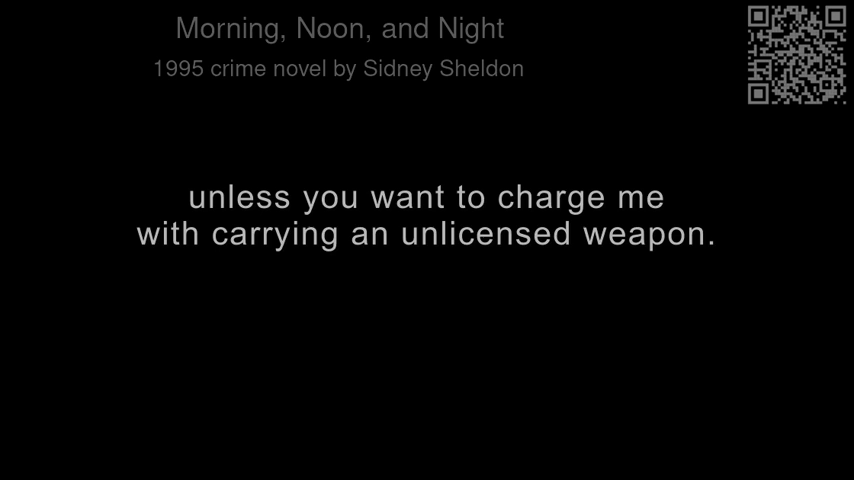 Morning, Noon, and Night
1995 crime novel by Sidney Sheldon
unless you want to charge me
with carrying an unlicensed weapon.